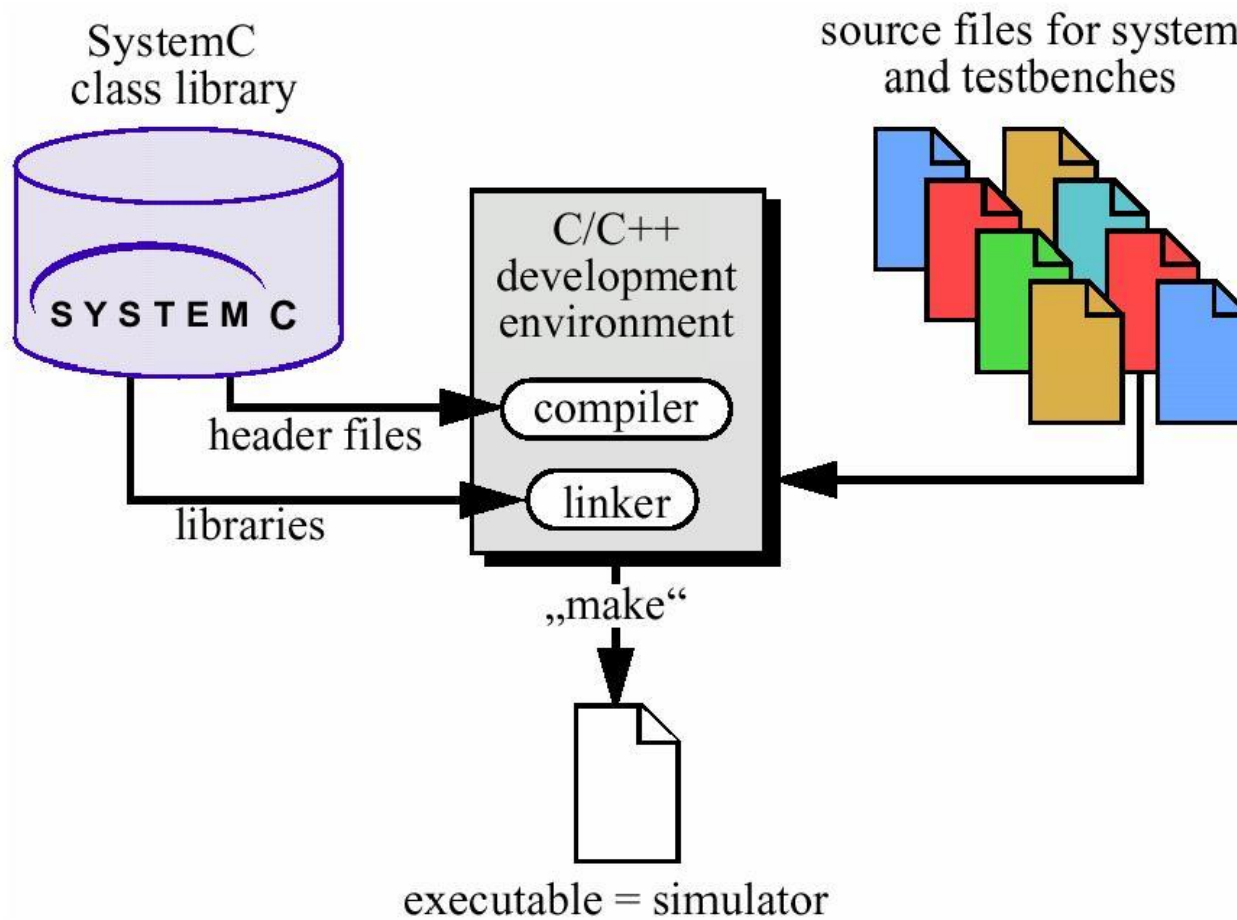 SystemC
class library
source files for system
and testbenches
SYSTEMC
C/C++
development
environment
compiler
header files
linker
libraries
„make“
executable = simulator